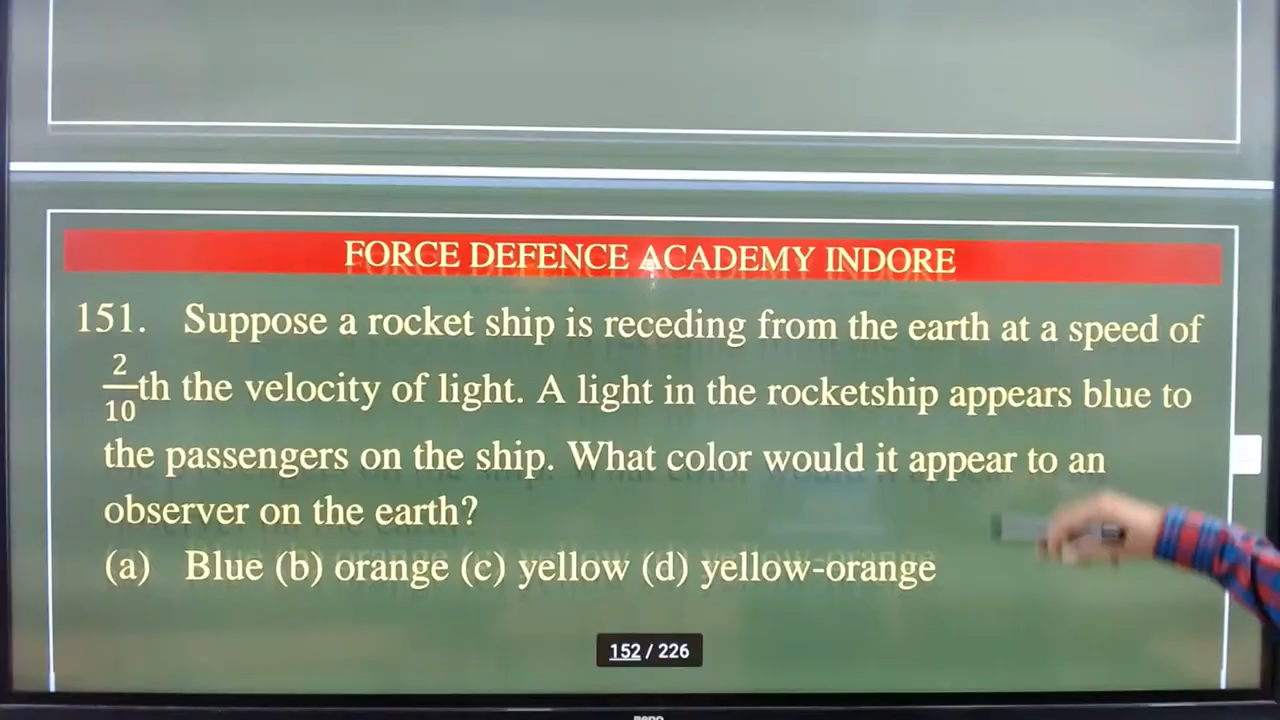 FORCE DEFENCE ACADEMY INDORE
151. Suppose a rocket ship is receding from the earth at a speed of
2/10th the velocity of light. A light in the rocketship appears blue to
the passengers on the ship. What color would it appear to an
observer on the earth?
(a) Blue (b) orange (c) yellow (d) yellow-orange
152 / 226